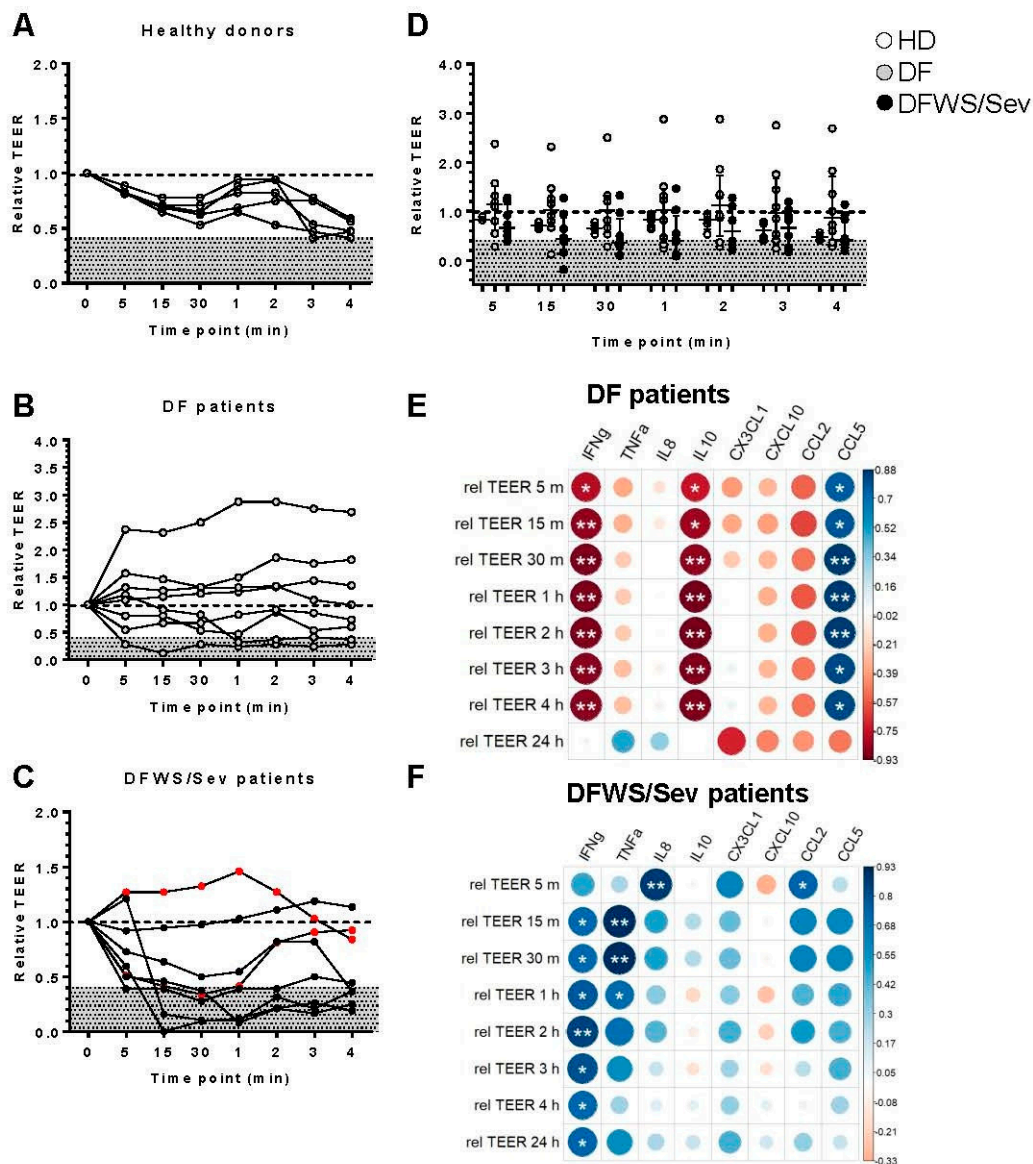 A
Healthy donors
Relative TEER
2.0
1.5
1.0
0.5
0.0
0 5 15 30 1 2 3 4
Time point (min)
B
DF patients
Relative TEER
4.0
3.5
3.0
2.5
2.0
1.5
1.0
0.5
0.0
0 5 15 30 1 2 3 4
Time point (min)
C
DFWS/Sev patients
Relative TEER
2.0
1.5
1.0
0.5
0.0
0 5 15 30 1 2 3 4
Time point (min)
D
HD
DF
DFWS/Sev
Relative TEER
4.0
3.0
2.0
1.0
0.0
5 15 30 1 2 3 4
Time point (min)
E
DF patients
IFNg TNFa IL8 IL10 CX3CL1 CXCL10 CCL2 CCL5
rel TEER 5 m * * *
rel TEER 15 m ** * *
rel TEER 30 m ** ** **
rel TEER 1 h ** ** **
rel TEER 2 h ** ** **
rel TEER 3 h ** ** *
rel TEER 4 h ** ** *
rel TEER 24 h
0.88
0.7
0.52
0.34
0.16
-0.02
-0.21
-0.39
-0.57
-0.75
-0.93
F
DFWS/Sev patients
IFNg TNFa IL8 IL10 CX3CL1 CXCL10 CCL2 CCL5
rel TEER 5 m ** *
rel TEER 15 m * **
rel TEER 30 m * **
rel TEER 1 h * *
rel TEER 2 h **
rel TEER 3 h *
rel TEER 4 h *
rel TEER 24 h *
0.93
0.8
0.68
0.55
0.43
0.3
0.17
0.05
-0.08
-0.21
-0.33